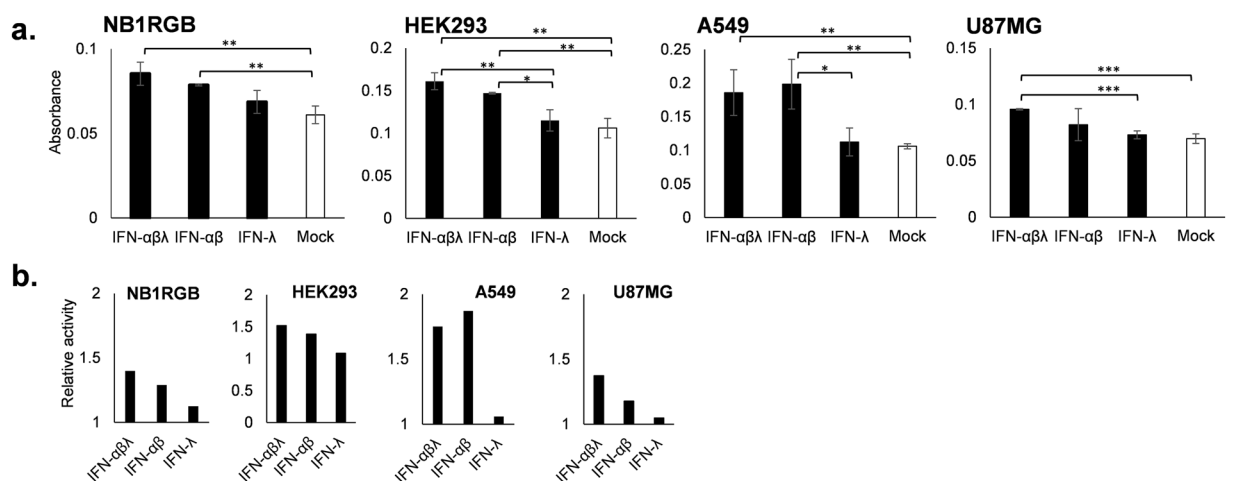 a.
NB1RGB
HEK293
A549
U87MG
Absorbance
0.1
0.05
0
**
**
IFN-αβλ IFN-αβ IFN-λ Mock
0.2
0.15
0.1
0.05
0
**
**
**
*
IFN-αβλ IFN-αβ IFN-λ Mock
0.25
0.2
0.15
0.1
0.05
0
**
**
*
IFN-αβλ IFN-αβ IFN-λ Mock
0.15
0.1
0.05
0
***
***
IFN-αβλ IFN-αβ IFN-λ Mock
b.
NB1RGB
HEK293
A549
U87MG
Relative activity
2
1.5
1
IFN-αβλ
IFN-αβ
IFN-λ
2
1.5
1
0.5
0
IFN-αβλ
IFN-αβ
IFN-λ
2
1.5
1
IFN-αβλ
IFN-αβ
IFN-λ
2
1.5
1
IFN-αβλ
IFN-αβ
IFN-λ